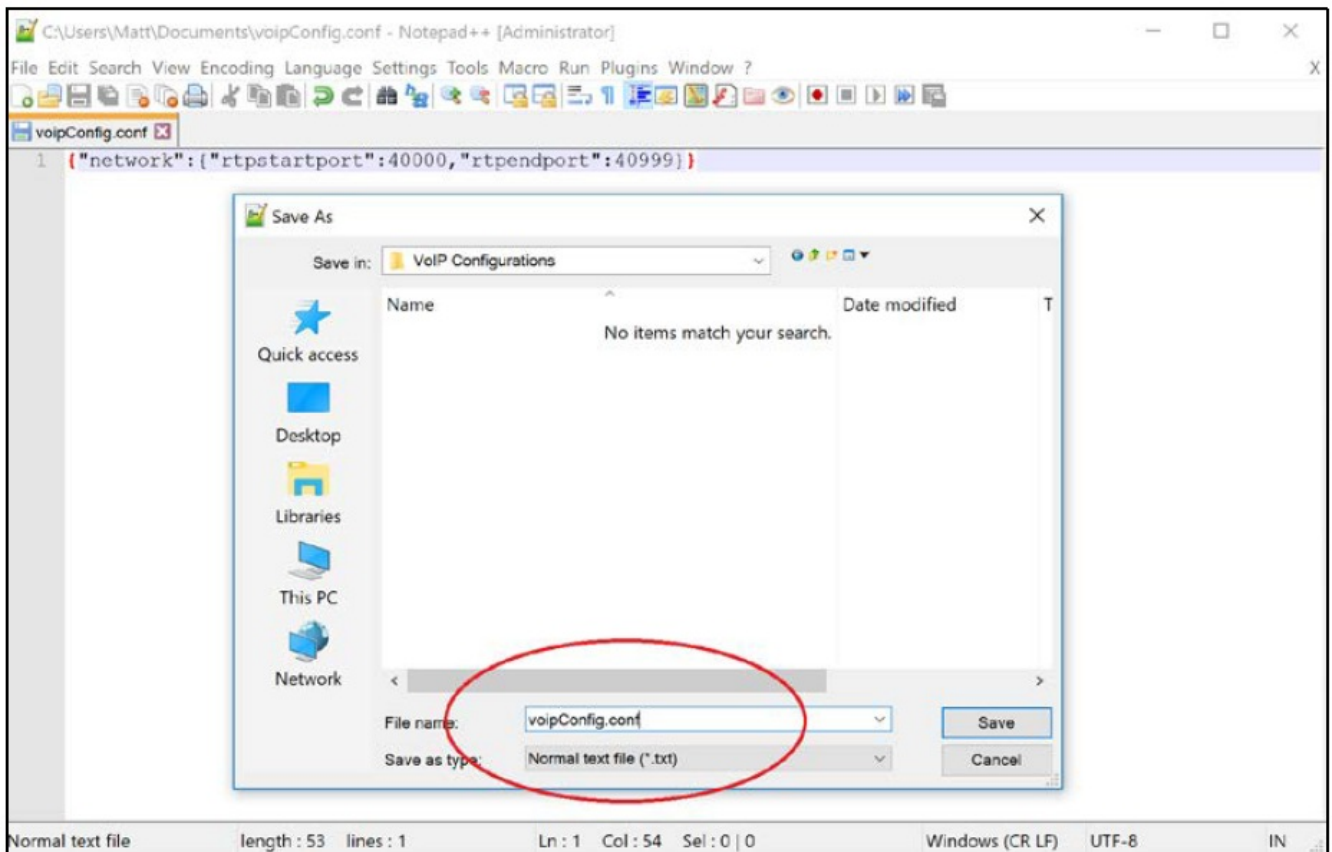 C:\Users\Matt\Documents\voipConfig.conf - Notepad++ [Administrator]
File Edit Search View Encoding Language Settings Tools Macro Run Plugins Window ?
X
voipConfig.conf
1 {"network":{"rtpstartport":40000,"rtpendport":40999}}
Save As
Save in: VoIP Configurations
Name Date modified T
No items match your search.
Quick access
Desktop
Libraries
This PC
Network
File name: voipConfig.conf Save
Save as type: Normal text file (*.txt) Cancel
Normal text file length : 53 lines : 1 Ln : 1 Col : 54 Sel : 0 | 0 Windows (CR LF) UTF-8 IN